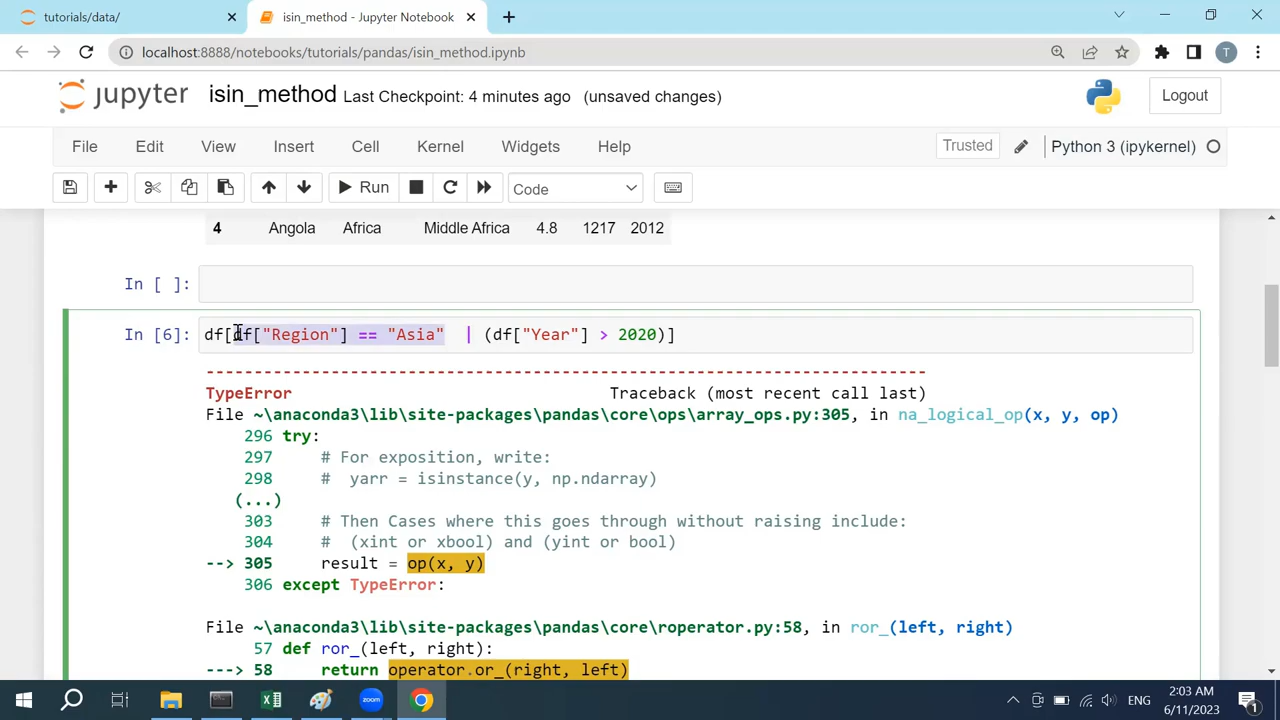 tutorials/data/
isin_method - Jupyter Notebook
localhost:8888/notebooks/tutorials/pandas/isin_method.ipynb
T
jupyter isin_method Last Checkpoint: 4 minutes ago (unsaved changes)
Logout
File Edit View Insert Cell Kernel Widgets Help
Trusted
Python 3 (ipykernel)
Run
Code
4 Angola Africa Middle Africa 4.8 1217 2012
In [ ]:
In [6]: df[df["Region"] == "Asia"  | (df["Year"] > 2020)]
---------------------------------------------------------------------------
TypeError                                 Traceback (most recent call last)
File ~\anaconda3\lib\site-packages\pandas\core\ops\array_ops.py:305, in na_logical_op(x, y, op)
296 try:
297     # For exposition, write:
298     #  yarr = isinstance(y, np.ndarray)
(...)
303     # Then Cases where this goes through without raising include:
304     #  (xint or xbool) and (yint or bool)
--> 305     result = op(x, y)
306 except TypeError:
File ~\anaconda3\lib\site-packages\pandas\core\roperator.py:58, in ror_(left, right)
57 def ror_(left, right):
---> 58     return operator.or_(right, left)
zoom
ENG
2:03 AM
6/11/2023
1